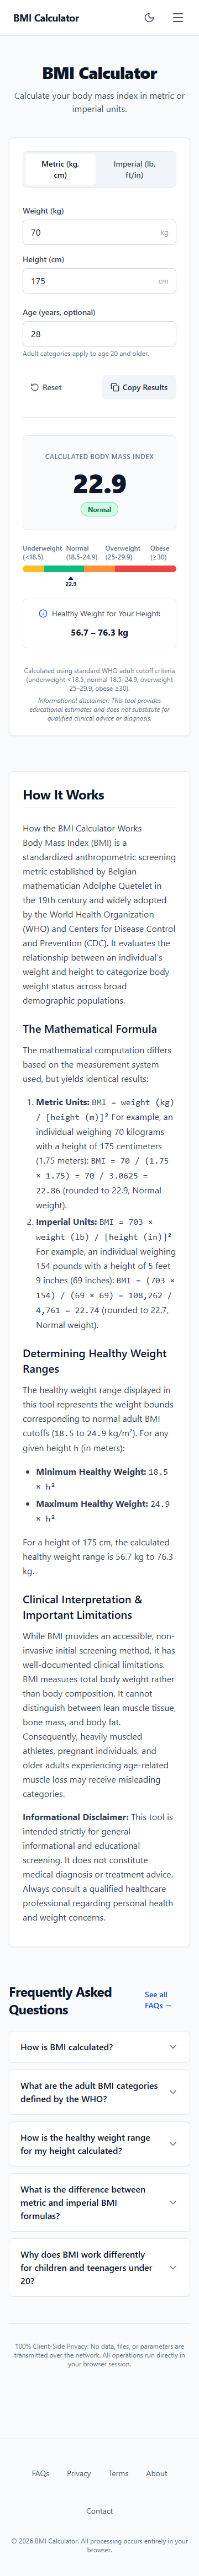 BMI Calculator
BMI Calculator
Calculate your body mass index in metric or
imperial units.
Metric (kg,
cm)
Imperial (lb,
ft/in)
Weight (kg)
70
kg
Height (cm)
175
cm
Age (years, optional)
28
Adult categories apply to age 20 and older.
Reset
Copy Results
CALCULATED BODY MASS INDEX
22.9
Normal
Underweight
(<18.5)
Normal
(18.5-24.9)
Overweight
(25-29.9)
Obese
(≥30)
22.9
Healthy Weight for Your Height:
56.7 – 76.3 kg
Calculated using standard WHO adult cutoff criteria
(underweight <18.5, normal 18.5–24.9, overweight
25–29.9, obese ≥30).
Informational disclaimer: This tool provides
educational estimates and does not substitute for
qualified clinical advice or diagnosis.
How It Works
How the BMI Calculator Works
Body Mass Index (BMI) is a
standardized anthropometric screening
metric established by Belgian
mathematician Adolphe Quetelet in
the 19th century and widely adopted
by the World Health Organization
(WHO) and Centers for Disease Control
and Prevention (CDC). It evaluates the
relationship between an individual's
weight and height to categorize body
weight status across broad
demographic populations.
The Mathematical Formula
The mathematical computation differs
based on the measurement system
used, but yields identical results:
1. Metric Units: BMI = weight (kg)
/ [height (m)]² For example, an
individual weighing 70 kilograms
with a height of 175 centimeters
(1.75 meters): BMI = 70 / (1.75
× 1.75) = 70 / 3.0625 =
22.86 (rounded to 22.9, Normal
weight).
2. Imperial Units: BMI = 703 ×
weight (lb) / [height (in)]²
For example, an individual weighing
154 pounds with a height of 5 feet
9 inches (69 inches): BMI = (703 ×
154) / (69 × 69) = 108,262 /
4,761 = 22.74 (rounded to 22.7,
Normal weight).
Determining Healthy Weight
Ranges
The healthy weight range displayed in
this tool represents the weight bounds
corresponding to normal adult BMI
cutoffs (18.5 to 24.9 kg/m²). For any
given height h (in meters):
• Minimum Healthy Weight: 18.5
× h²
• Maximum Healthy Weight: 24.9
× h²
For a height of 175 cm, the calculated
healthy weight range is 56.7 kg to 76.3
kg.
Clinical Interpretation &
Important Limitations
While BMI provides an accessible, non-
invasive initial screening method, it has
well-documented clinical limitations.
BMI measures total body weight rather
than body composition. It cannot
distinguish between lean muscle tissue,
bone mass, and body fat.
Consequently, heavily muscled
athletes, pregnant individuals, and
older adults experiencing age-related
muscle loss may receive misleading
categories.
Informational Disclaimer: This tool is
intended strictly for general
informational and educational
screening. It does not constitute
medical diagnosis or treatment advice.
Always consult a qualified healthcare
professional regarding personal health
and weight concerns.
Frequently Asked
Questions
See all
FAQs →
How is BMI calculated?
What are the adult BMI categories
defined by the WHO?
How is the healthy weight range
for my height calculated?
What is the difference between
metric and imperial BMI
formulas?
Why does BMI work differently
for children and teenagers under
20?
100% Client-Side Privacy: No data, files, or parameters are
transmitted over the network. All operations run directly in
your browser session.
FAQs
Privacy
Terms
About
Contact
© 2026 BMI Calculator. All processing occurs entirely in your
browser.